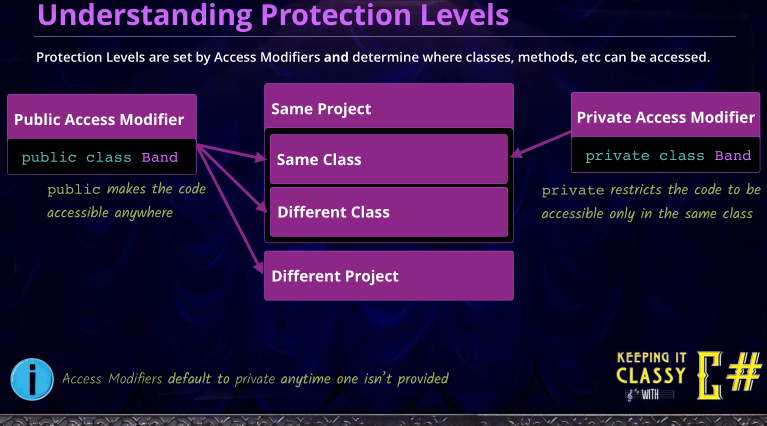 Understanding Protection Levels
Protection Levels are set by Access Modifiers and determine where classes, methods, etc can be accessed.
Public Access Modifier
public class Band
public makes the code
accessible anywhere
Same Project
Same Class
Different Class
Different Project
Private Access Modifier
private class Band
private restricts the code to be
accessible only in the same class
i
Access Modifiers default to private anytime one isn't provided
KEEPING IT
CLASSY
WITH
C#